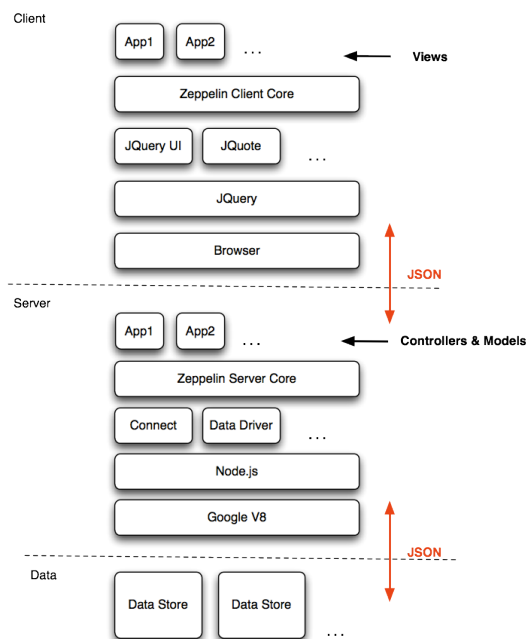 Client
App1
App2
...
Views
Zeppelin Client Core
JQuery UI
JQuote
...
JQuery
Browser
JSON
Server
App1
App2
...
Controllers & Models
Zeppelin Server Core
Connect
Data Driver
...
Node.js
Google V8
JSON
Data
Data Store
Data Store
...